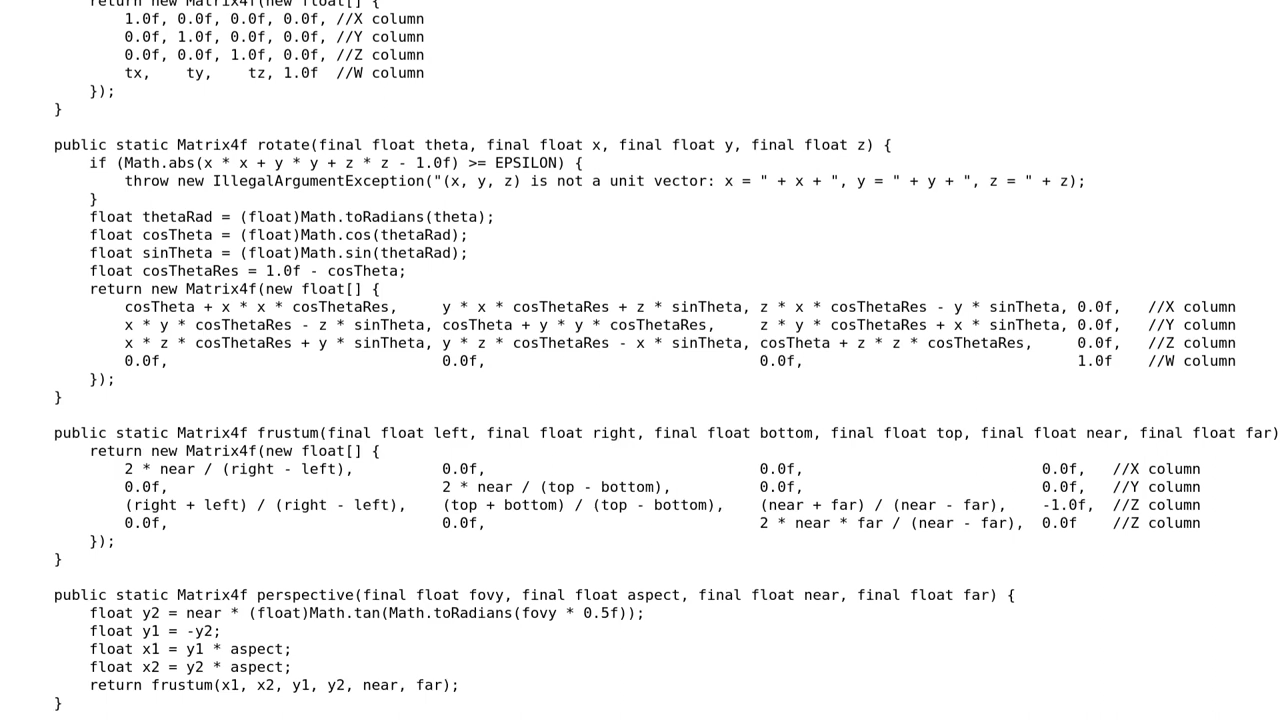 return new Matrix4f(new float[] {
1.0f, 0.0f, 0.0f, 0.0f, //X column
0.0f, 1.0f, 0.0f, 0.0f, //Y column
0.0f, 0.0f, 1.0f, 0.0f, //Z column
tx,    ty,    tz, 1.0f  //W column
});
}
public static Matrix4f rotate(final float theta, final float x, final float y, final float z) {
if (Math.abs(x * x + y * y + z * z - 1.0f) >= EPSILON) {
throw new IllegalArgumentException("(x, y, z) is not a unit vector: x = " + x + ", y = " + y + ", z = " + z);
}
float thetaRad = (float)Math.toRadians(theta);
float cosTheta = (float)Math.cos(thetaRad);
float sinTheta = (float)Math.sin(thetaRad);
float cosThetaRes = 1.0f - cosTheta;
return new Matrix4f(new float[] {
cosTheta + x * x * cosThetaRes,     y * x * cosThetaRes + z * sinTheta, z * x * cosThetaRes - y * sinTheta, 0.0f,   //X column
x * y * cosThetaRes - z * sinTheta, cosTheta + y * y * cosThetaRes,     z * y * cosThetaRes + x * sinTheta, 0.0f,   //Y column
x * z * cosThetaRes + y * sinTheta, y * z * cosThetaRes - x * sinTheta, cosTheta + z * z * cosThetaRes,     0.0f,   //Z column
0.0f,                               0.0f,                               0.0f,                               1.0f    //W column
});
}
public static Matrix4f frustum(final float left, final float right, final float bottom, final float top, final float near, final float far)
return new Matrix4f(new float[] {
2 * near / (right - left),          0.0f,                               0.0f,                           0.0f,   //X column
0.0f,                               2 * near / (top - bottom),          0.0f,                           0.0f,   //Y column
(right + left) / (right - left),    (top + bottom) / (top - bottom),    (near + far) / (near - far),    -1.0f,  //Z column
0.0f,                               0.0f,                               2 * near * far / (near - far),  0.0f    //Z column
});
}
public static Matrix4f perspective(final float fovy, final float aspect, final float near, final float far) {
float y2 = near * (float)Math.tan(Math.toRadians(fovy * 0.5f));
float y1 = -y2;
float x1 = y1 * aspect;
float x2 = y2 * aspect;
return frustum(x1, x2, y1, y2, near, far);
}